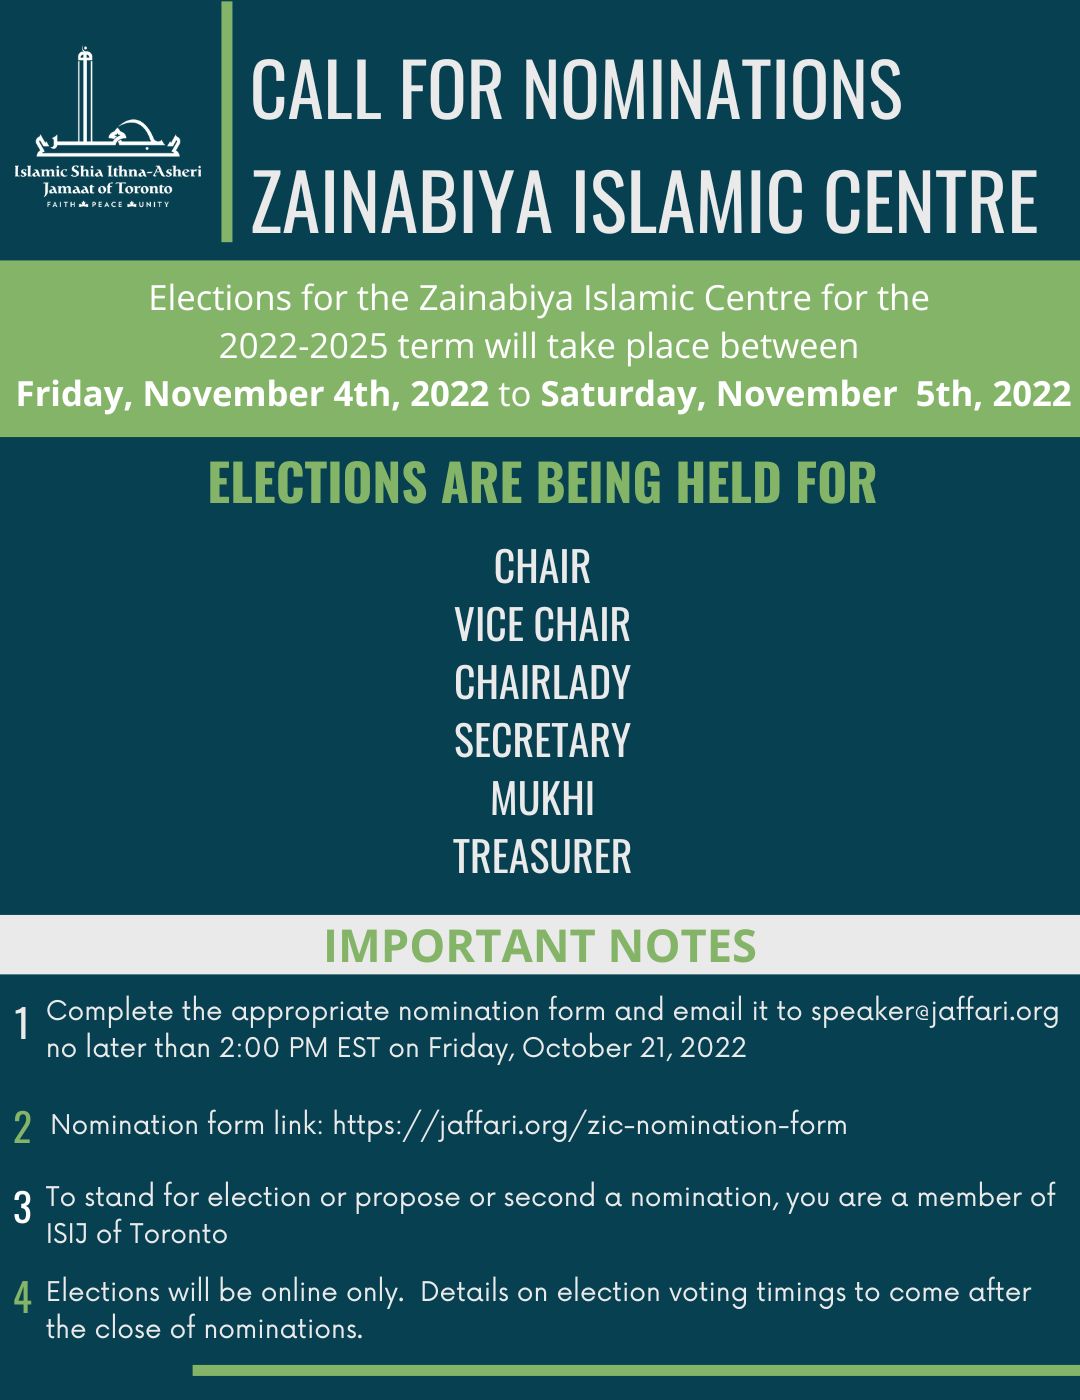 Islamic Shia Ithna-Asheri
Jamaat of Toronto
FAITH PEACE UNITY
CALL FOR NOMINATIONS
ZAINABIYA ISLAMIC CENTRE
Elections for the Zainabiya Islamic Centre for the
2022-2025 term will take place between
Friday, November 4th, 2022 to Saturday, November 5th, 2022
ELECTIONS ARE BEING HELD FOR
CHAIR
VICE CHAIR
CHAIRLADY
SECRETARY
MUKHI
TREASURER
IMPORTANT NOTES
1 Complete the appropriate nomination form and email it to speaker@jaffari.org
no later than 2:00 PM EST on Friday, October 21, 2022
2 Nomination form link: https://jaffari.org/zic-nomination-form
3 To stand for election or propose or second a nomination, you are a member of
ISIJ of Toronto
4 Elections will be online only. Details on election voting timings to come after
the close of nominations.